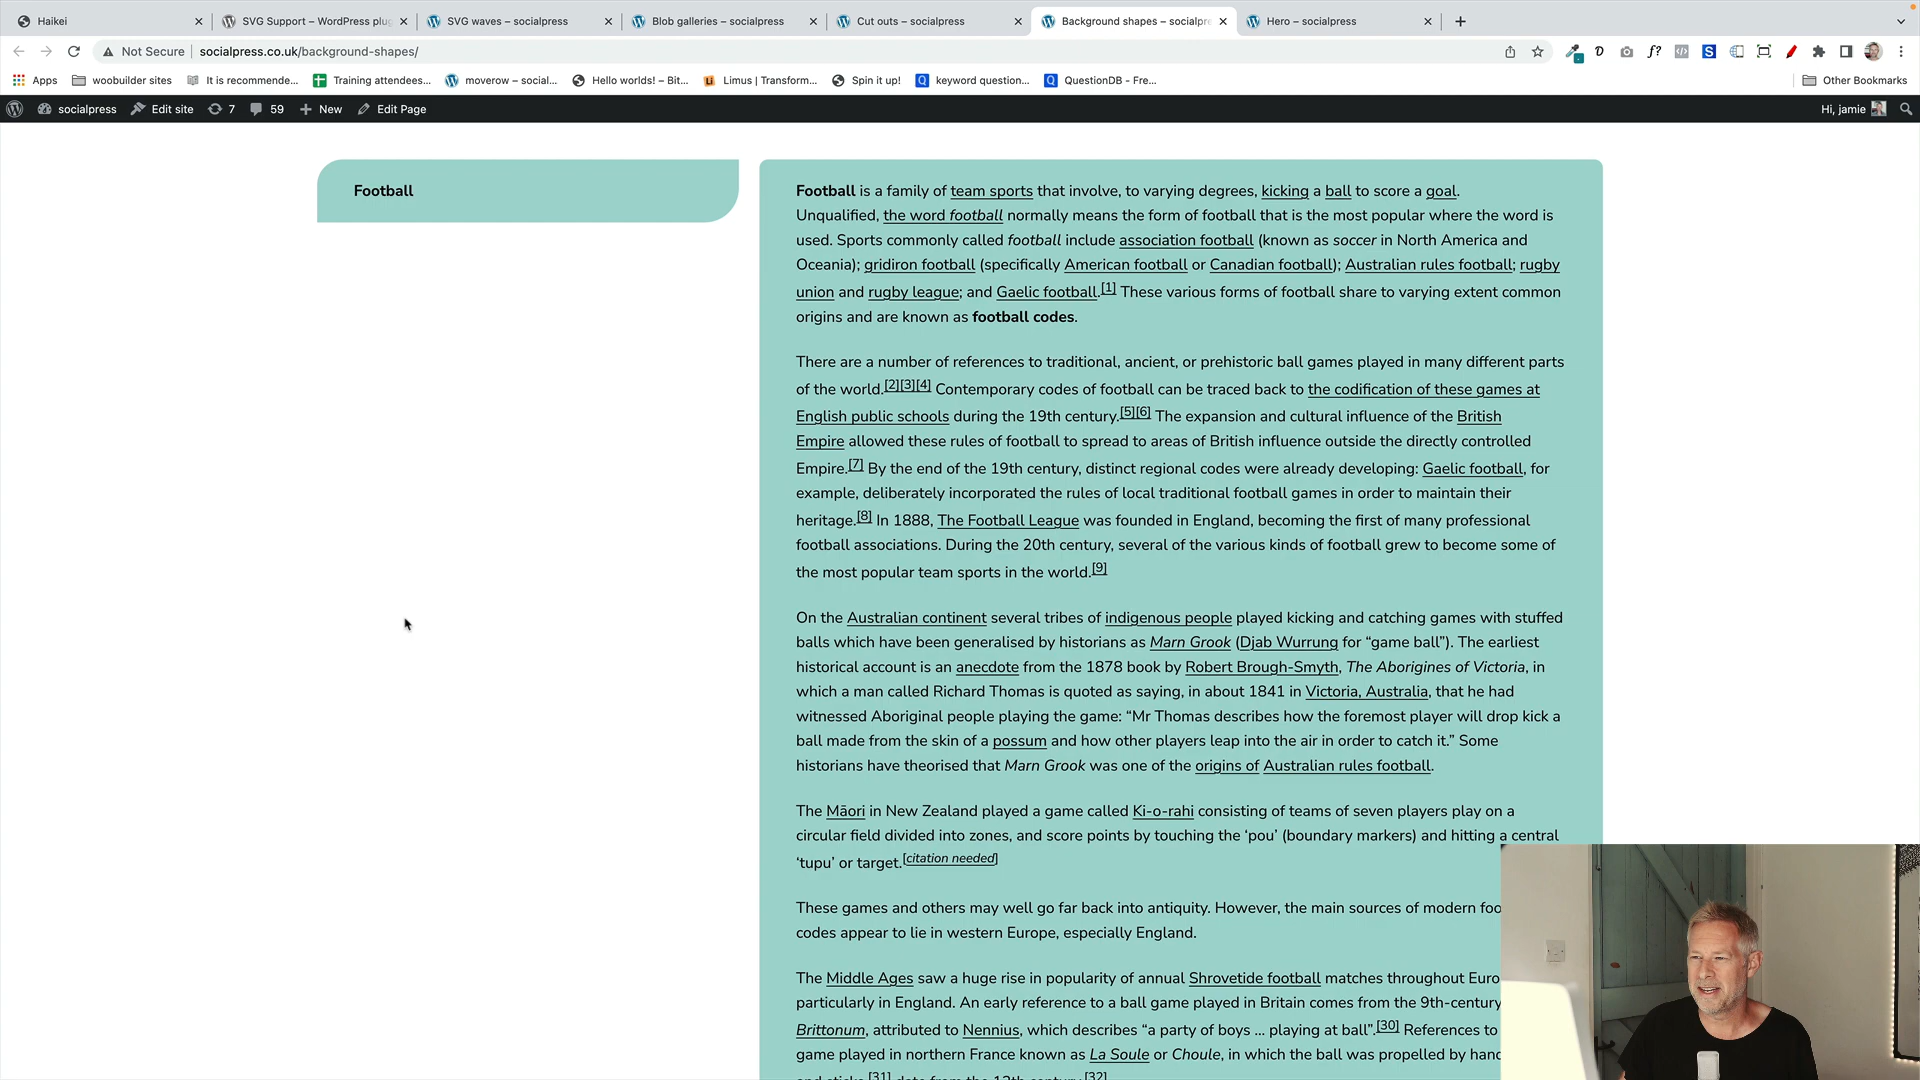 Haikei
SVG Support – WordPress plug
SVG waves – socialpress
Blob galleries – socialpress
Cut outs – socialpress
Background shapes – socialpre
Hero – socialpress
Not Secure
socialpress.co.uk/background-shapes/
Apps
woobuilder sites
It is recommende...
Training attendees...
moverow – social...
Hello worlds! – Bit...
Limus | Transform...
Spin it up!
keyword question...
QuestionDB - Fre...
Other Bookmarks
socialpress
Edit site
7
59
New
Edit Page
Hi, jamie
Football
Football is a family of team sports that involve, to varying degrees, kicking a ball to score a goal.
Unqualified, the word football normally means the form of football that is the most popular where the word is
used. Sports commonly called football include association football (known as soccer in North America and
Oceania); gridiron football (specifically American football or Canadian football); Australian rules football; rugby
union and rugby league; and Gaelic football.[1] These various forms of football share to varying extent common
origins and are known as football codes.
There are a number of references to traditional, ancient, or prehistoric ball games played in many different parts
of the world.[2][3][4] Contemporary codes of football can be traced back to the codification of these games at
English public schools during the 19th century.[5][6] The expansion and cultural influence of the British
Empire allowed these rules of football to spread to areas of British influence outside the directly controlled
Empire.[7] By the end of the 19th century, distinct regional codes were already developing: Gaelic football, for
example, deliberately incorporated the rules of local traditional football games in order to maintain their
heritage.[8] In 1888, The Football League was founded in England, becoming the first of many professional
football associations. During the 20th century, several of the various kinds of football grew to become some of
the most popular team sports in the world.[9]
On the Australian continent several tribes of indigenous people played kicking and catching games with stuffed
balls which have been generalised by historians as Marn Grook (Djab Wurrung for “game ball”). The earliest
historical account is an anecdote from the 1878 book by Robert Brough-Smyth, The Aborigines of Victoria, in
which a man called Richard Thomas is quoted as saying, in about 1841 in Victoria, Australia, that he had
witnessed Aboriginal people playing the game: “Mr Thomas describes how the foremost player will drop kick a
ball made from the skin of a possum and how other players leap into the air in order to catch it.” Some
historians have theorised that Marn Grook was one of the origins of Australian rules football.
The Māori in New Zealand played a game called Ki-o-rahi consisting of teams of seven players play on a
circular field divided into zones, and score points by touching the ‘pou’ (boundary markers) and hitting a central
‘tupu’ or target.[citation needed]
These games and others may well go far back into antiquity. However, the main sources of modern foo
codes appear to lie in western Europe, especially England.
The Middle Ages saw a huge rise in popularity of annual Shrovetide football matches throughout Euro
particularly in England. An early reference to a ball game played in Britain comes from the 9th-century
Brittonum, attributed to Nennius, which describes “a party of boys ... playing at ball”.[30] References to
game played in northern France known as La Soule or Choule, in which the ball was propelled by hand
and sticks,[31] date from the 12th century.[32]